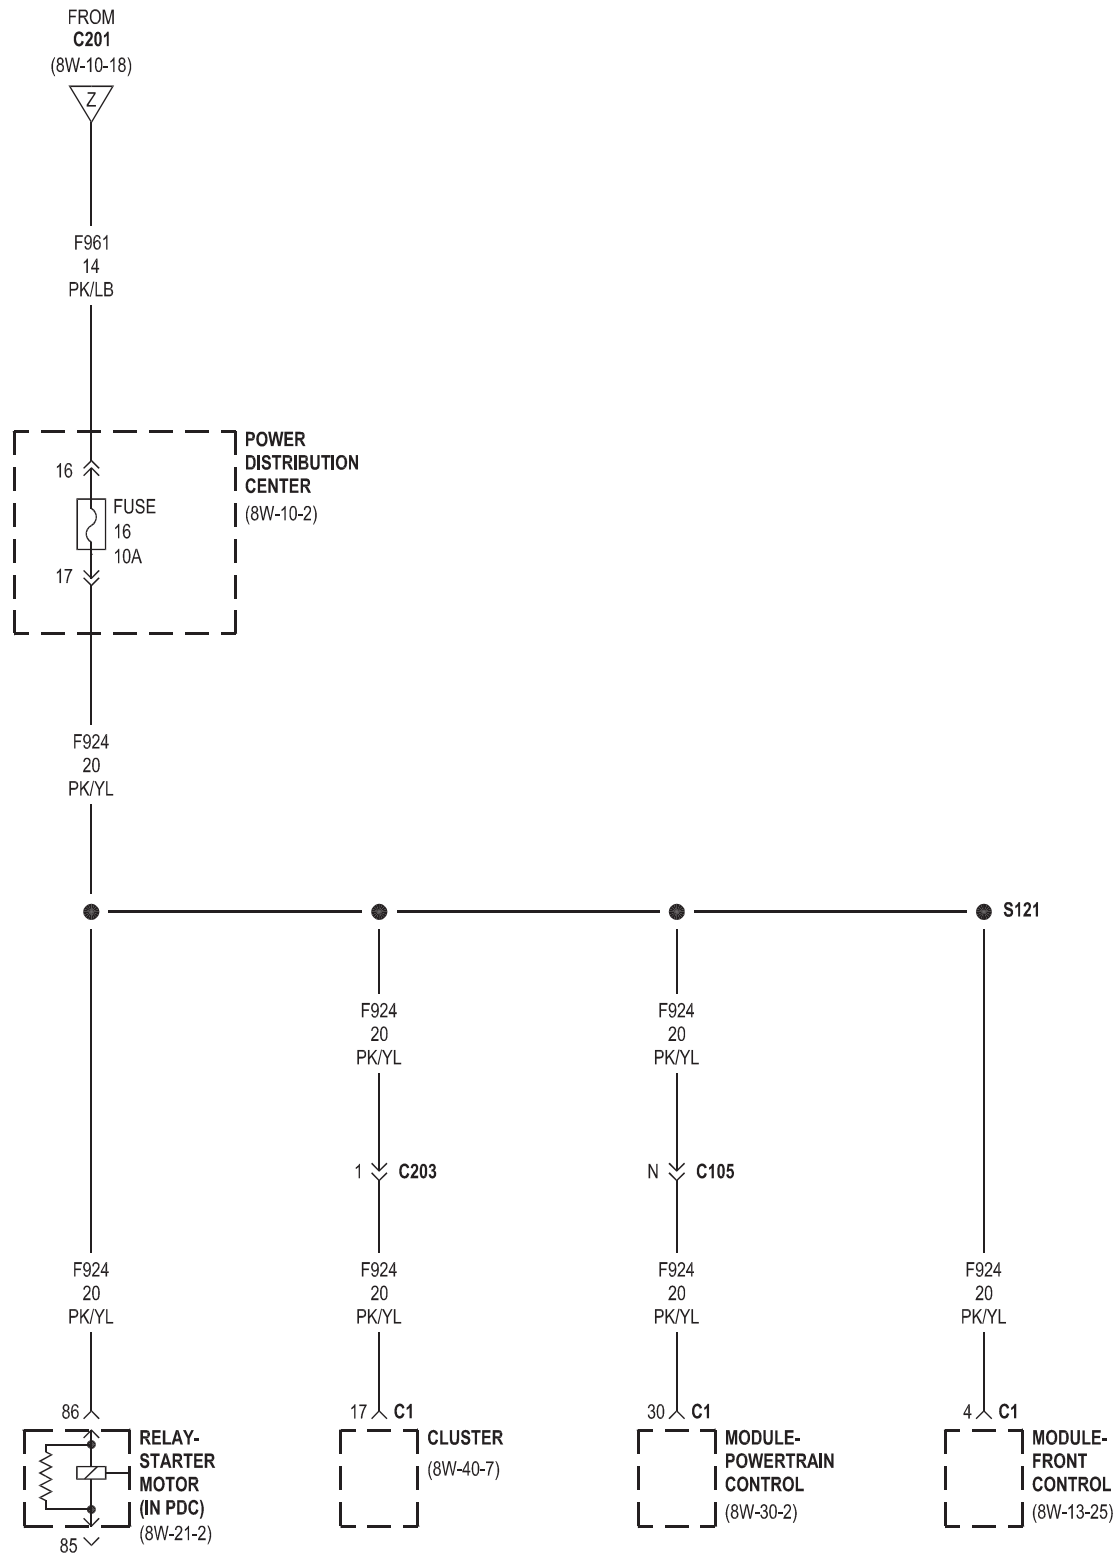 FROM
C201
(8W-10-18)
Z
F961
14
PK/LB
POWER
DISTRIBUTION
CENTER
(8W-10-2)
16
FUSE
16
10A
17
F924
20
PK/YL
S121
F924
20
PK/YL
F924
20
PK/YL
1
C203
N
C105
F924
20
PK/YL
F924
20
PK/YL
F924
20
PK/YL
F924
20
PK/YL
86
17
C1
30
C1
4
C1
RELAY-
STARTER
MOTOR
(IN PDC)
(8W-21-2)
85
CLUSTER
(8W-40-7)
MODULE-
POWERTRAIN
CONTROL
(8W-30-2)
MODULE-
FRONT
CONTROL
(8W-13-25)